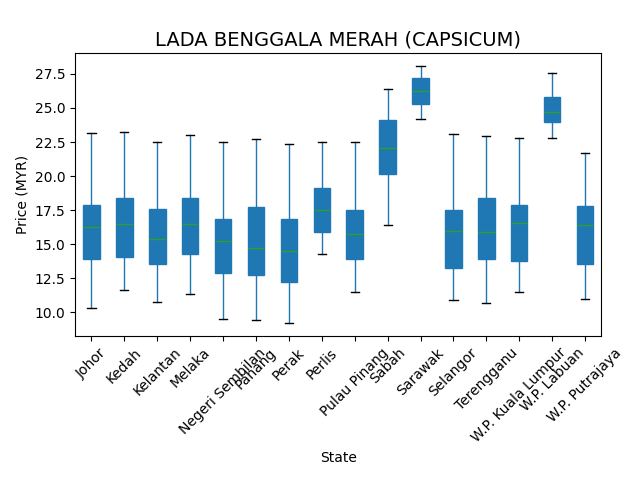 LADA BENGGALA MERAH (CAPSICUM)
27.5
25.0
22.5
20.0
17.5
15.0
12.5
10.0
Price (MYR)
Johor
Kedah
Kelantan
Melaka
Negeri Sembilan
Pahang
Perak
Perlis
Pulau Pinang
Sabah
Sarawak
Selangor
Terengganu
W.P. Kuala Lumpur
W.P. Labuan
W.P. Putrajaya
State